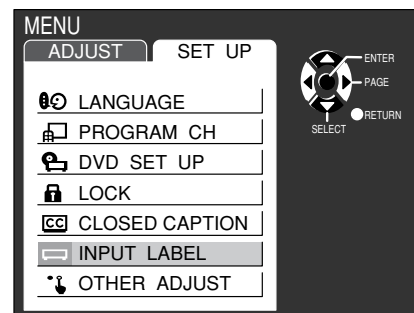 MENU
ADJUST SET UP
LANGUAGE
PROGRAM CH
DVD SET UP
LOCK
CC CLOSED CAPTION
INPUT LABEL
OTHER ADJUST
ENTER
PAGE
RETURN
SELECT